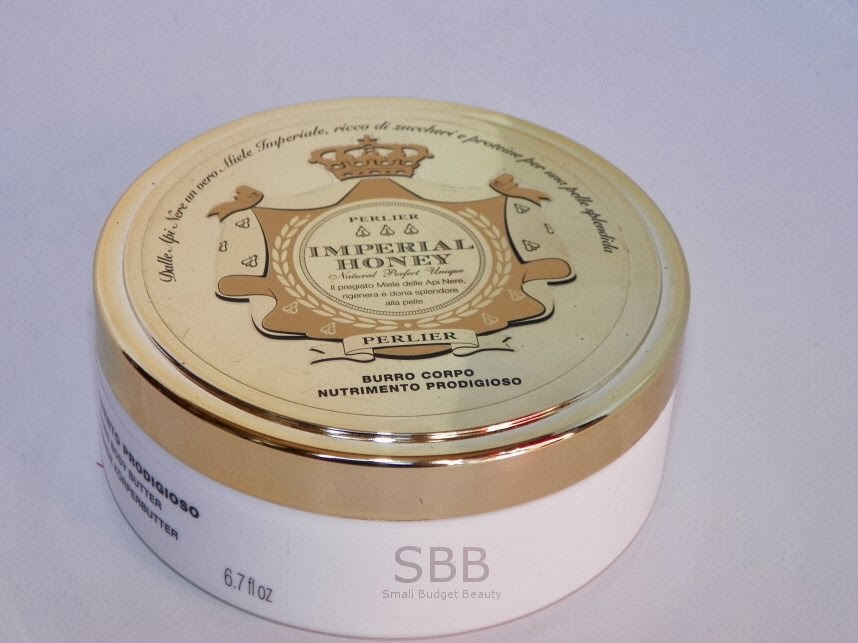 Dalle Api Nere un vero Miele Imperiale, ricco di zuccheri e proteine per una pelle splendida
PERLIER
IMPERIAL
HONEY
Natural Perfect Unique
Il pregiato Miele delle Api Nere,
rigenera e dona splendore
alla pelle
PERLIER
BURRO CORPO
NUTRIMENTO PRODIGIOSO
PRODIGIOSO
BODY BUTTER
KÖRPERBUTTER
6.7 fl oz
SBB
Small Budget Beauty